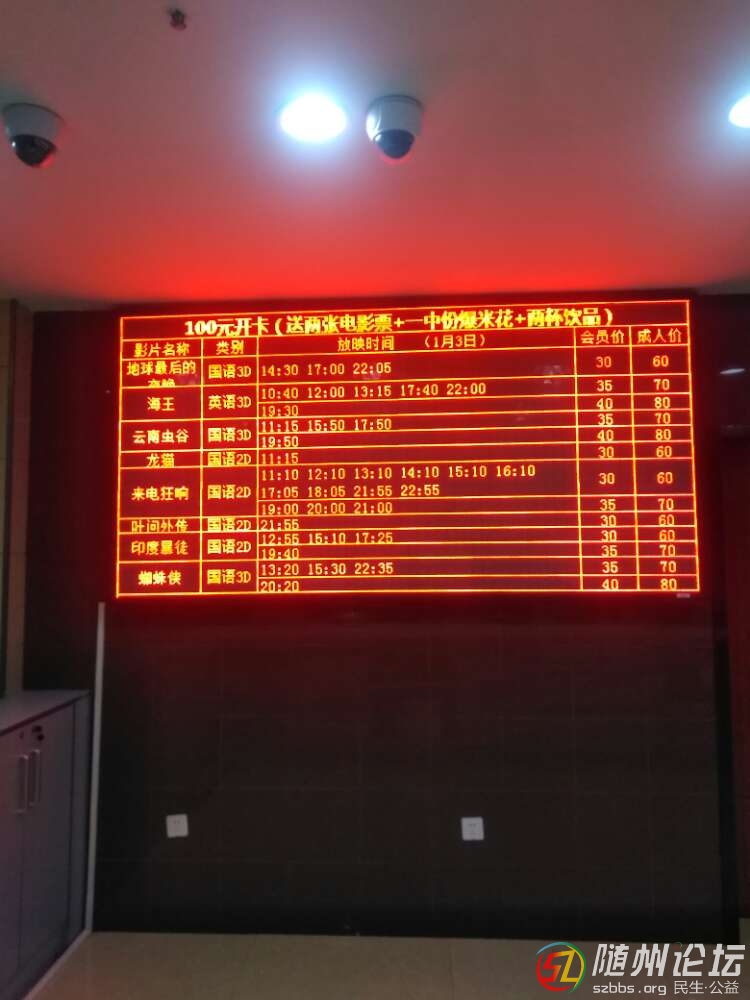 100元开卡（送两张电影票+一中份爆米花+两杯饮品）
影片名称 类别 放映时间 （1月3日） 会员价 成人价
地球最后的夜晚 国语3D 14:30 17:00 22:05 30 60
海王 英语3D 10:40 12:00 13:15 17:40 22:00 35 70
19:30 40 80
云南虫谷 国语3D 11:15 15:50 17:50 35 70
19:50 40 80
龙猫 国语2D 11:15 30 60
来电狂响 国语2D 11:10 12:10 13:10 14:10 15:10 16:10 30 60
17:05 18:05 21:55 22:55
19:00 20:00 21:00 35 70
叶问外传 国语2D 21:55 30 60
印度暴徒 国语2D 12:55 15:10 17:25 30 60
19:40 35 70
蜘蛛侠 国语3D 13:20 15:30 22:35 35 70
20:20 40 80
随州论坛
szbbs.org 民生·公益